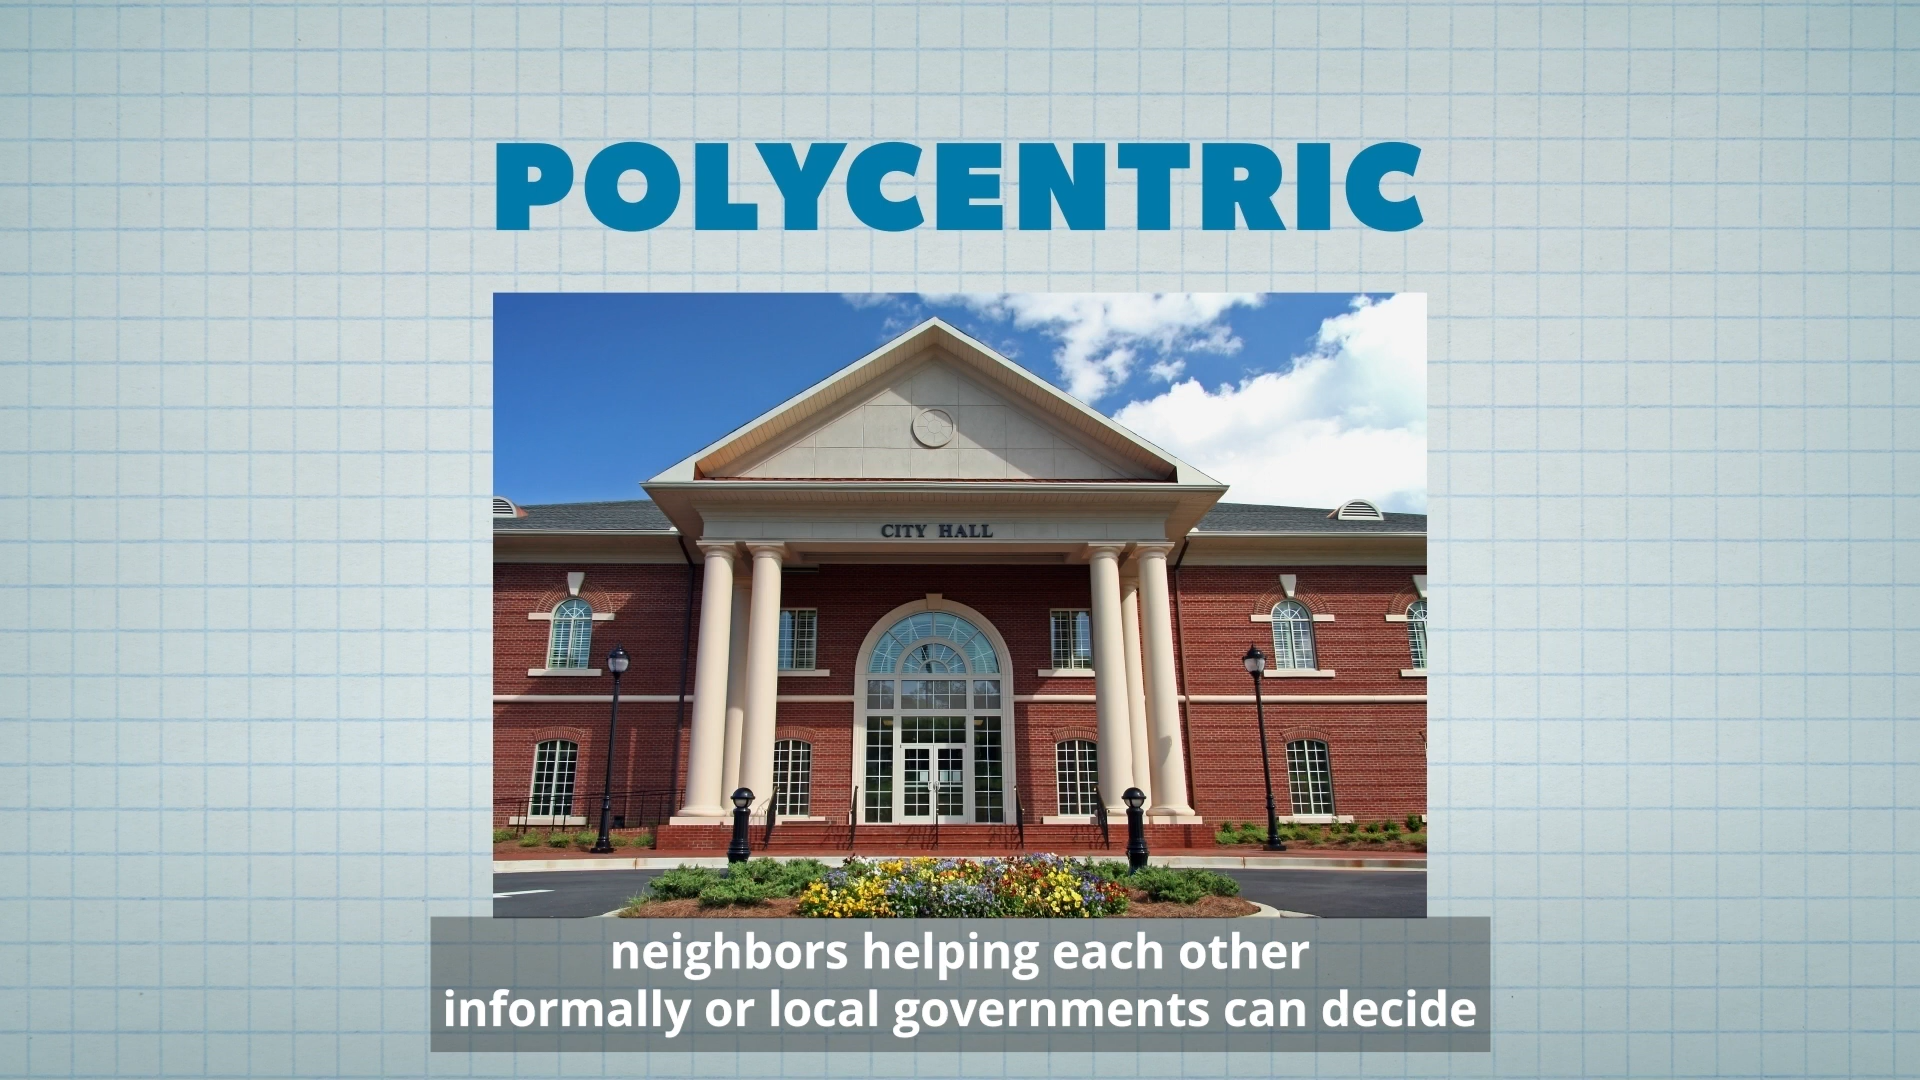 POLYCENTRIC
CITY HALL
neighbors helping each other
informally or local governments can decide